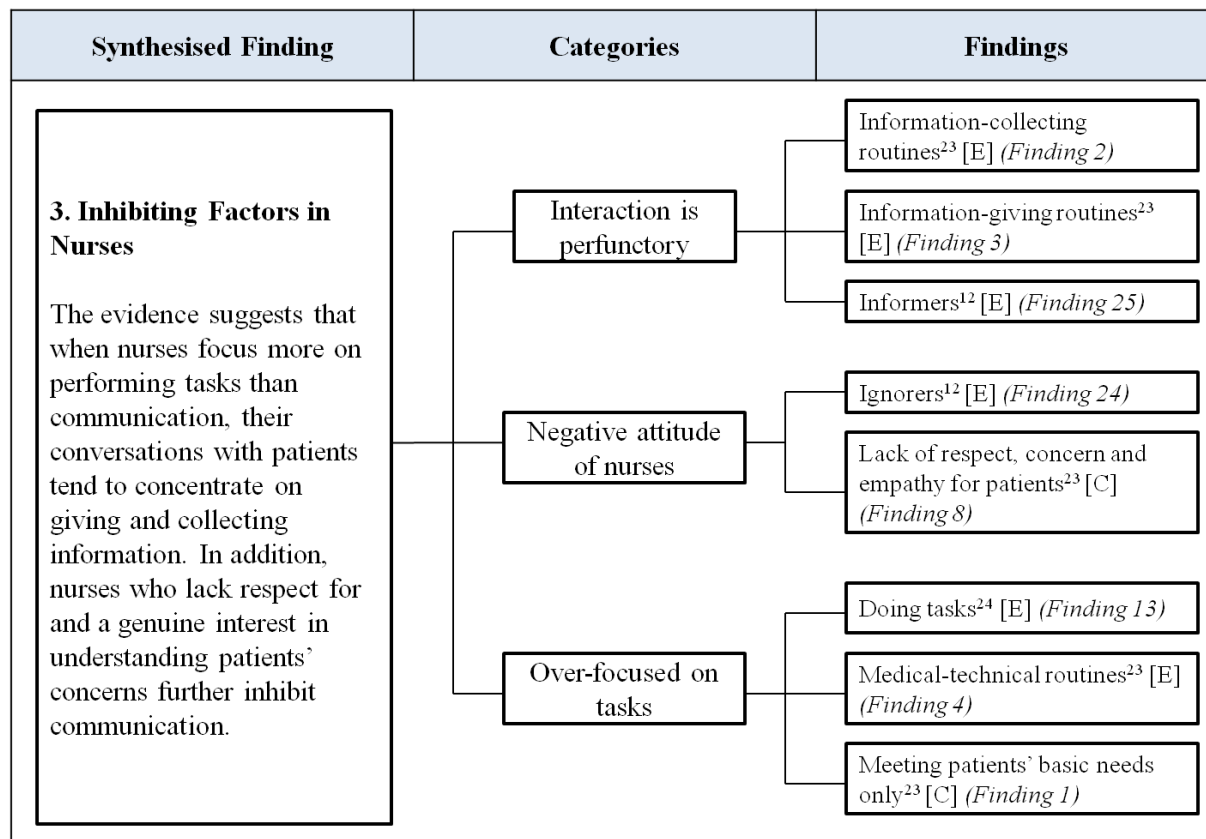 Synthesised Finding
Categories
Findings
3. Inhibiting Factors in
Nurses
The evidence suggests that
when nurses focus more on
performing tasks than
communication, their
conversations with patients
tend to concentrate on
giving and collecting
information. In addition,
nurses who lack respect for
and a genuine interest in
understanding patients’
concerns further inhibit
communication.
Interaction is
perfunctory
Information-collecting
routines²³ [E] (Finding 2)
Information-giving routines²³
[E] (Finding 3)
Informers¹² [E] (Finding 25)
Negative attitude
of nurses
Ignorers¹² [E] (Finding 24)
Lack of respect, concern and
empathy for patients²³ [C]
(Finding 8)
Over-focused on
tasks
Doing tasks²⁴ [E] (Finding 13)
Medical-technical routines²³ [E]
(Finding 4)
Meeting patients’ basic needs
only²³ [C] (Finding 1)